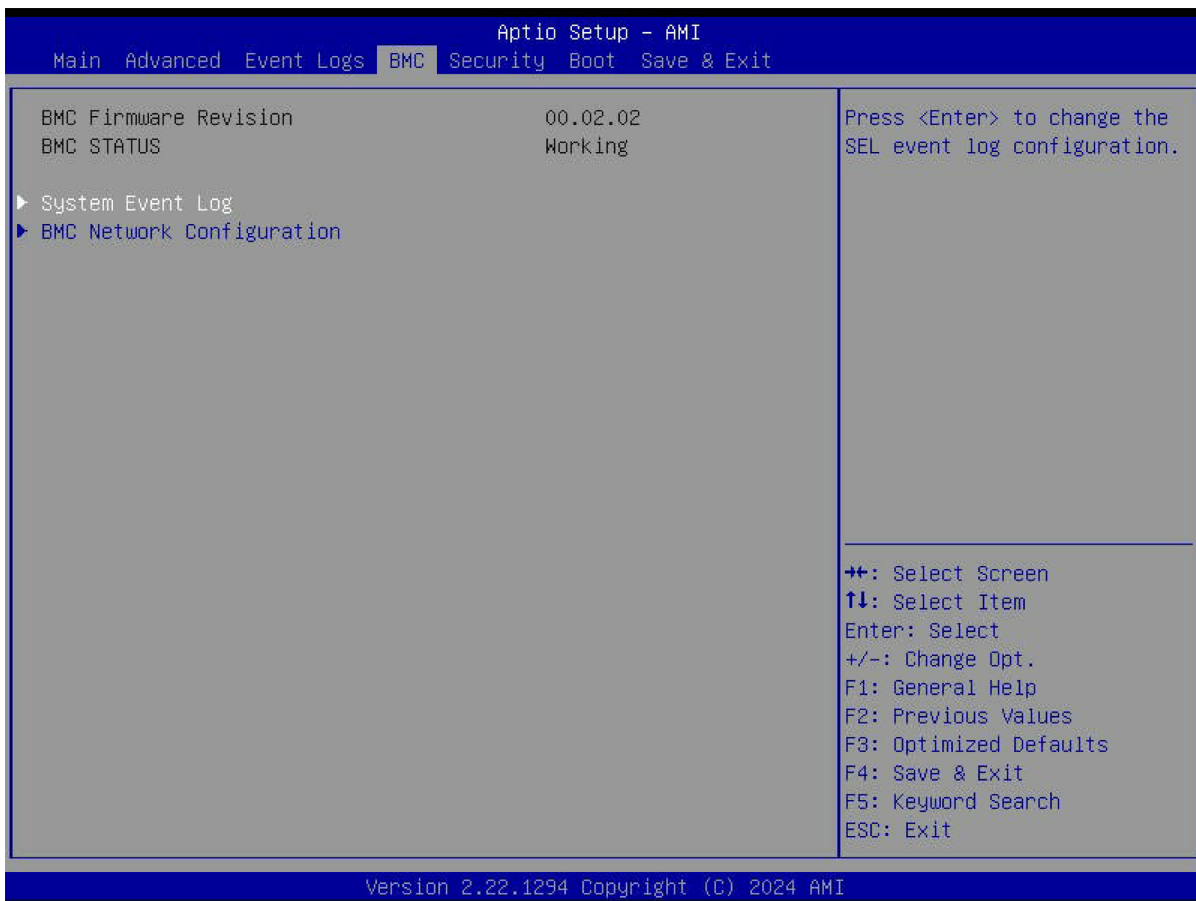 Aptio Setup – AMI
Main Advanced Event Logs BMC Security Boot Save & Exit
BMC Firmware Revision 00.02.02
BMC STATUS Working
▶ System Event Log
▶ BMC Network Configuration
Press <Enter> to change the
SEL event log configuration.
→←: Select Screen
↑↓: Select Item
Enter: Select
+/-: Change Opt.
F1: General Help
F2: Previous Values
F3: Optimized Defaults
F4: Save & Exit
F5: Keyword Search
ESC: Exit
Version 2.22.1294 Copyright (C) 2024 AMI